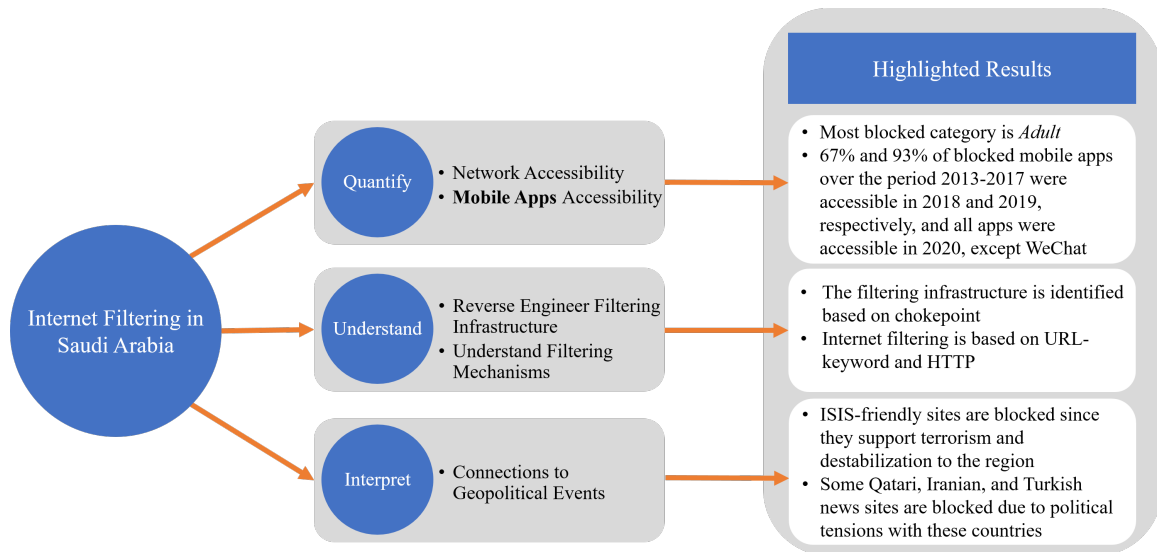 Internet Filtering in
Saudi Arabia
Quantify
• Network Accessibility
• Mobile Apps Accessibility
Understand
• Reverse Engineer Filtering
Infrastructure
• Understand Filtering
Mechanisms
Interpret
• Connections to
Geopolitical Events
Highlighted Results
• Most blocked category is Adult
• 67% and 93% of blocked mobile apps
over the period 2013-2017 were
accessible in 2018 and 2019,
respectively, and all apps were
accessible in 2020, except WeChat
• The filtering infrastructure is identified
based on chokepoint
• Internet filtering is based on URL-
keyword and HTTP
• ISIS-friendly sites are blocked since
they support terrorism and
destabilization to the region
• Some Qatari, Iranian, and Turkish
news sites are blocked due to political
tensions with these countries